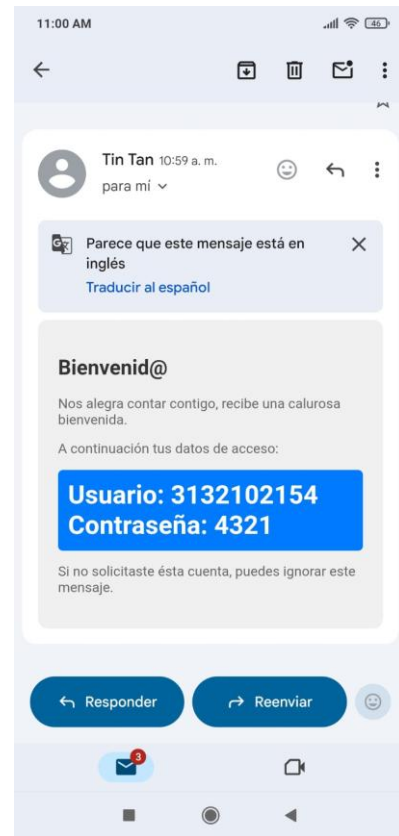 11:00 AM
46
Tin Tan 10:59 a. m.
para mí
Parece que este mensaje está en
inglés
Traducir al español
Bienvenid@
Nos alegra contar contigo, recibe una calurosa
bienvenida.
A continuación tus datos de acceso:
Usuario: 3132102154
Contraseña: 4321
Si no solicitaste ésta cuenta, puedes ignorar este
mensaje.
Responder
Reenviar
3